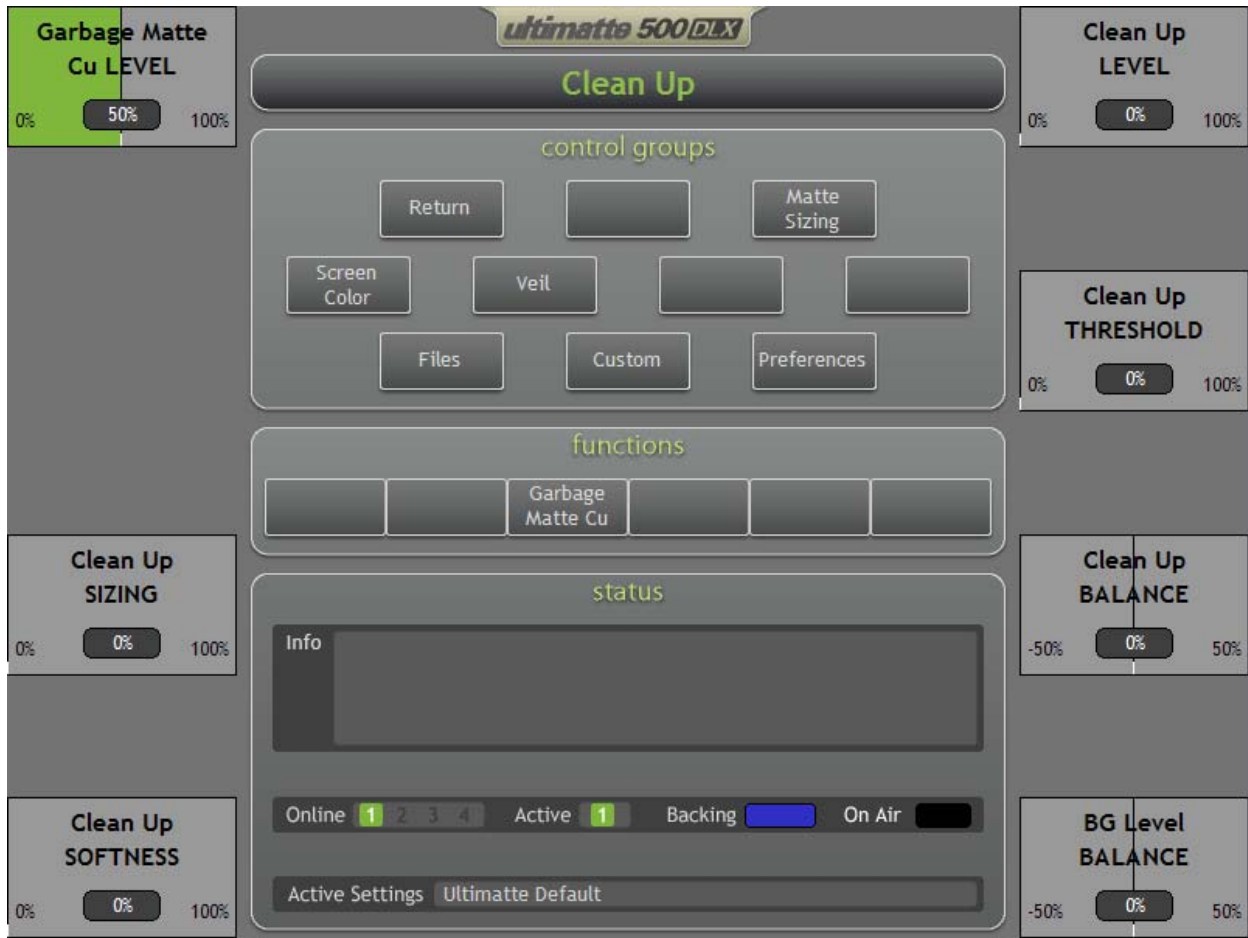 ultimatte 500 DLX
Clean Up
Garbage Matte
Cu LEVEL
0%
50%
100%
Clean Up
SIZING
0%
0%
100%
Clean Up
SOFTNESS
0%
0%
100%
control groups
Return
Matte
Sizing
Screen
Color
Veil
Files
Custom
Preferences
functions
Garbage
Matte Cu
status
Info
Online 1 2 3 4 Active 1 Backing On Air
Active Settings Ultimatte Default
Clean Up
LEVEL
0%
0%
100%
Clean Up
THRESHOLD
0%
0%
100%
Clean Up
BALANCE
-50%
0%
50%
BG Level
BALANCE
-50%
0%
50%